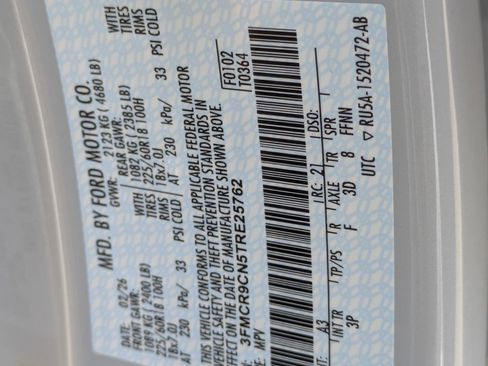 MFD. BY FORD MOTOR CO.
DATE: 02/26 GVWR: 2123 KG ( 4680 LB)
FRONT GAWR: REAR GAWR: WITH
1089 KG ( 2400 LB) WITH 1082 KG ( 2385 LB) TIRES
225/60R18 100H TIRES 225/60R18 100H RIMS
18x7.0J RIMS 18x7.0J
AT 230 kPa/ 33 PSI COLD AT 230 kPa/ 33 PSI COLD
THIS VEHICLE CONFORMS TO ALL APPLICABLE FEDERAL MOTOR
VEHICLE SAFETY AND THEFT PREVENTION STANDARDS IN
EFFECT ON THE DATE OF MANUFACTURE SHOWN ABOVE.
F0102
T0364
3FMCR9CN5TRE25762
MPV
A3 RC: 21 DSO:
INT TR TP/PS R AXLE TR SPR
3P F 3D 8 FFNN
UTC ▽RU5A-1520472-AB